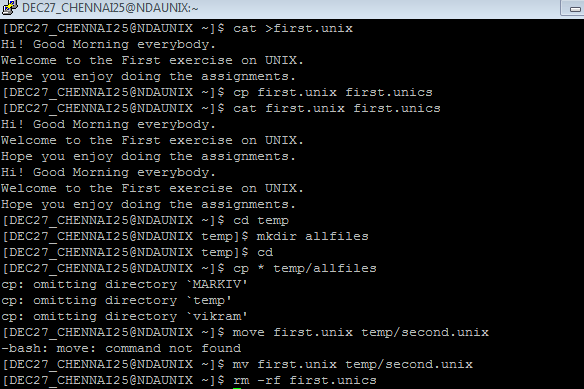 DEC27_CHENNAI25@NDAUNIX:~
[DEC27_CHENNAI25@NDAUNIX ~]$ cat >first.unix
Hi! Good Morning everybody.
Welcome to the First exercise on UNIX.
Hope you enjoy doing the assignments.
[DEC27_CHENNAI25@NDAUNIX ~]$ cp first.unix first.unics
[DEC27_CHENNAI25@NDAUNIX ~]$ cat first.unix first.unics
Hi! Good Morning everybody.
Welcome to the First exercise on UNIX.
Hope you enjoy doing the assignments.
Hi! Good Morning everybody.
Welcome to the First exercise on UNIX.
Hope you enjoy doing the assignments.
[DEC27_CHENNAI25@NDAUNIX ~]$ cd temp
[DEC27_CHENNAI25@NDAUNIX temp]$ mkdir allfiles
[DEC27_CHENNAI25@NDAUNIX temp]$ cd
[DEC27_CHENNAI25@NDAUNIX ~]$ cp * temp/allfiles
cp: omitting directory `MARKIV'
cp: omitting directory `temp'
cp: omitting directory `vikram'
[DEC27_CHENNAI25@NDAUNIX ~]$ move first.unix temp/second.unix
-bash: move: command not found
[DEC27_CHENNAI25@NDAUNIX ~]$ mv first.unix temp/second.unix
[DEC27_CHENNAI25@NDAUNIX ~]$ rm -rf first.unics